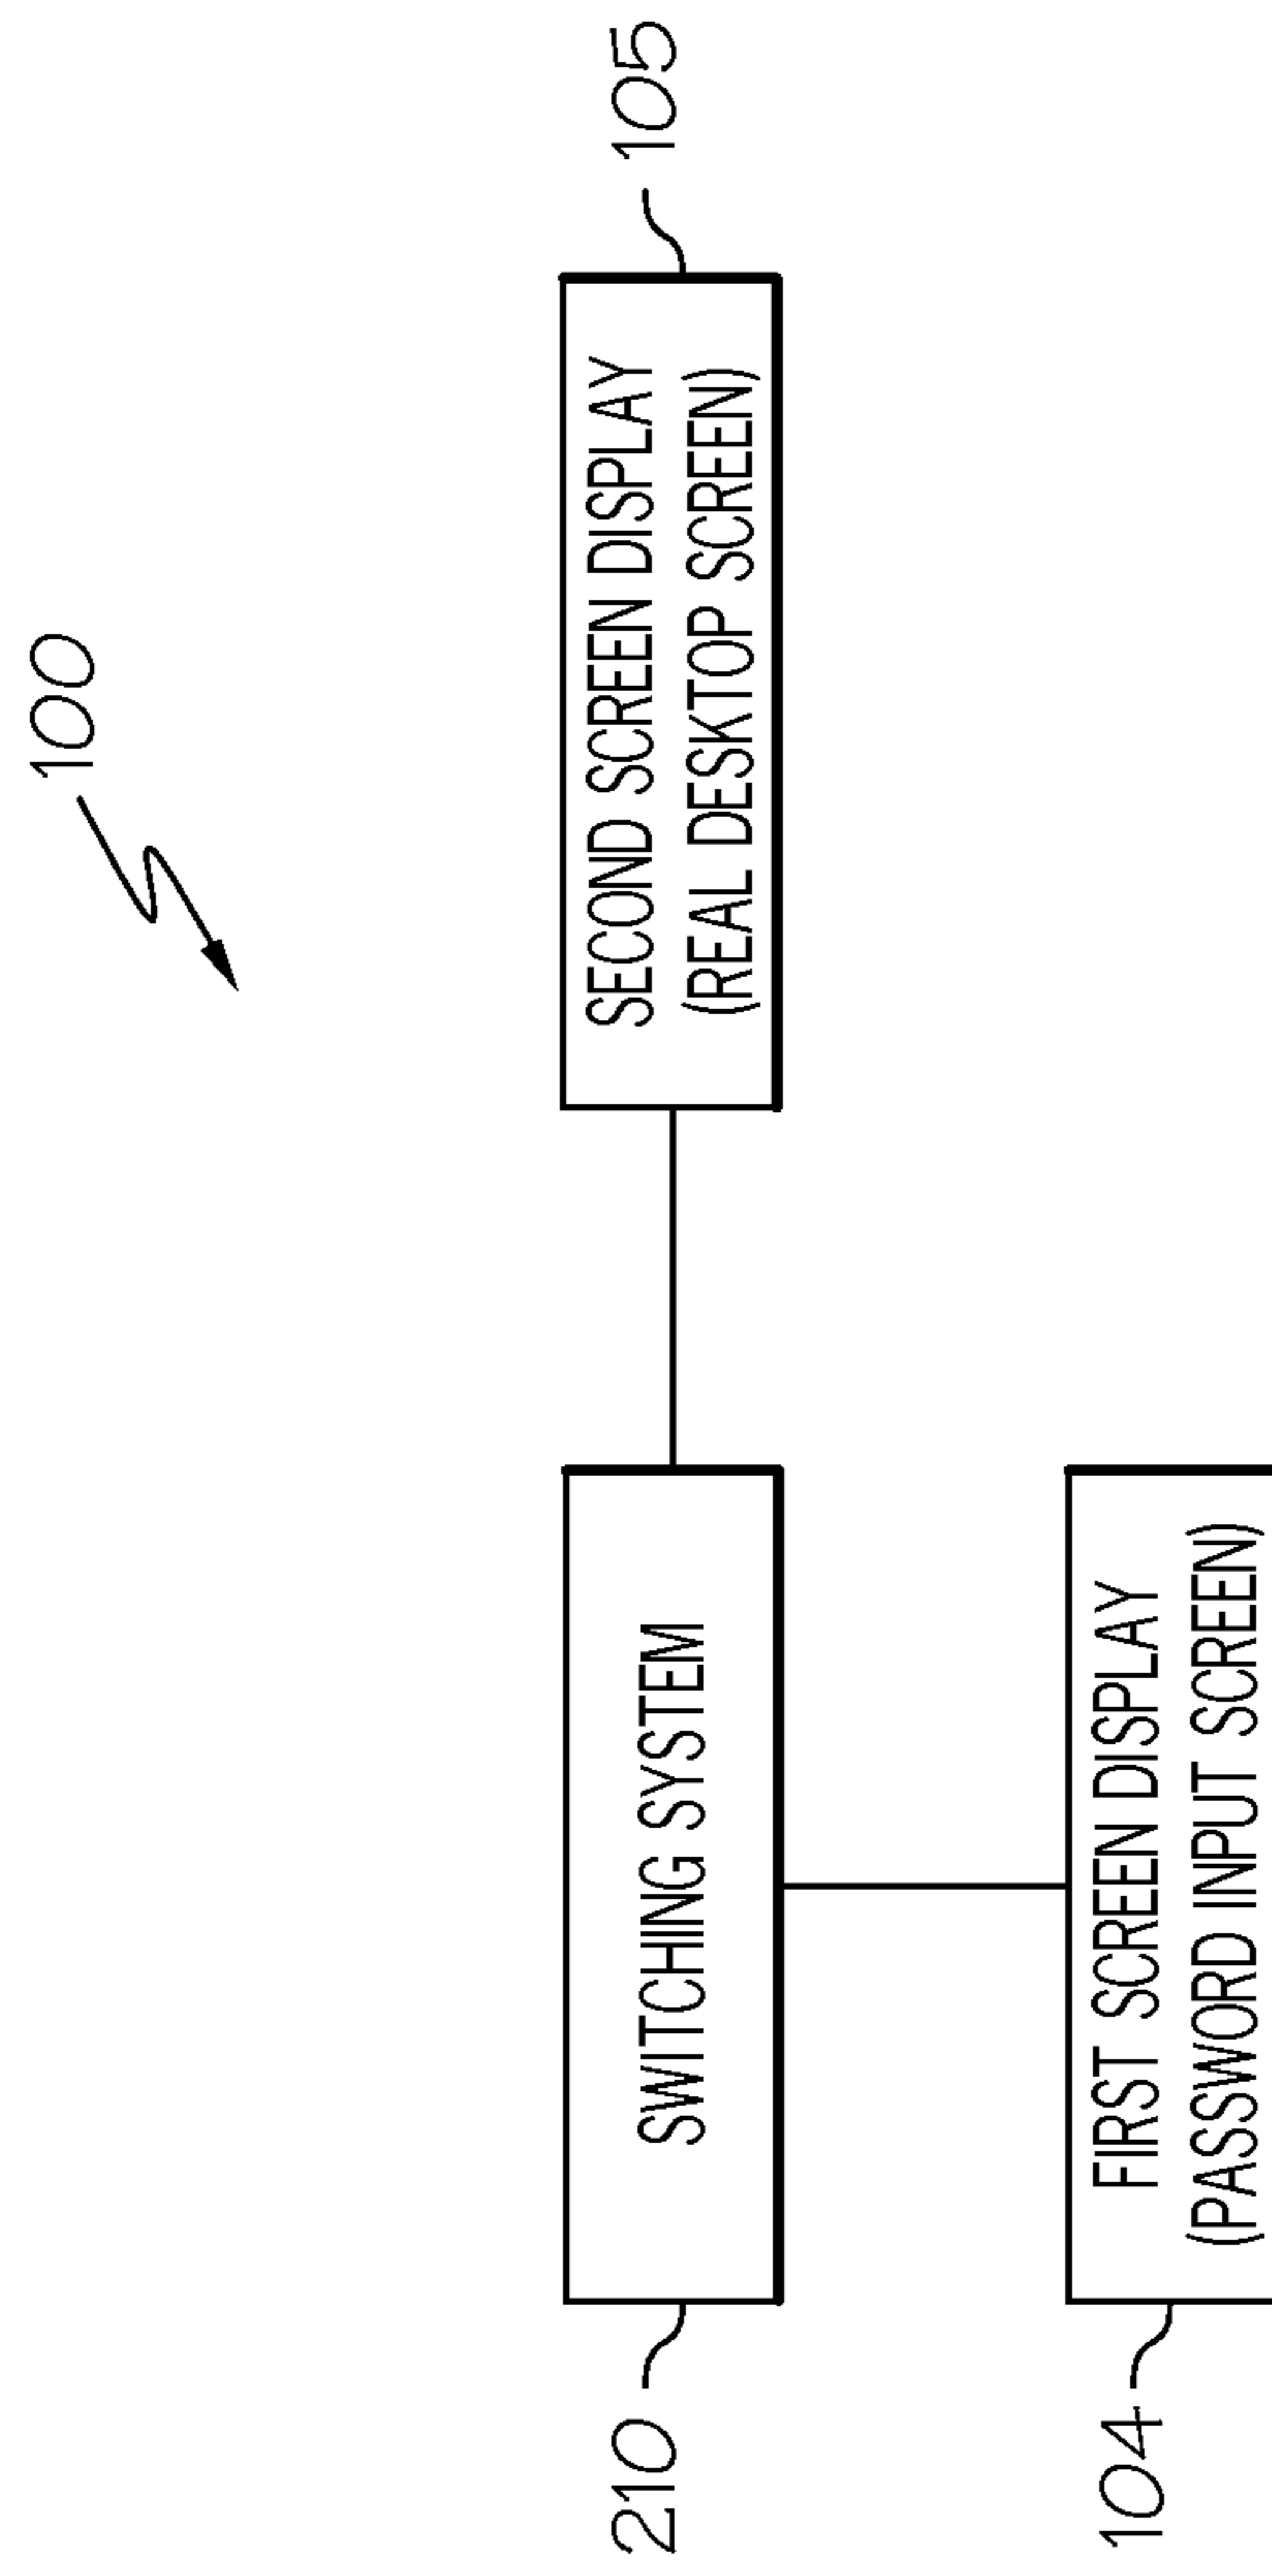 100
210
SWITCHING SYSTEM
SECOND SCREEN DISPLAY
(REAL DESKTOP SCREEN)
105
104
FIRST SCREEN DISPLAY
(PASSWORD INPUT SCREEN)